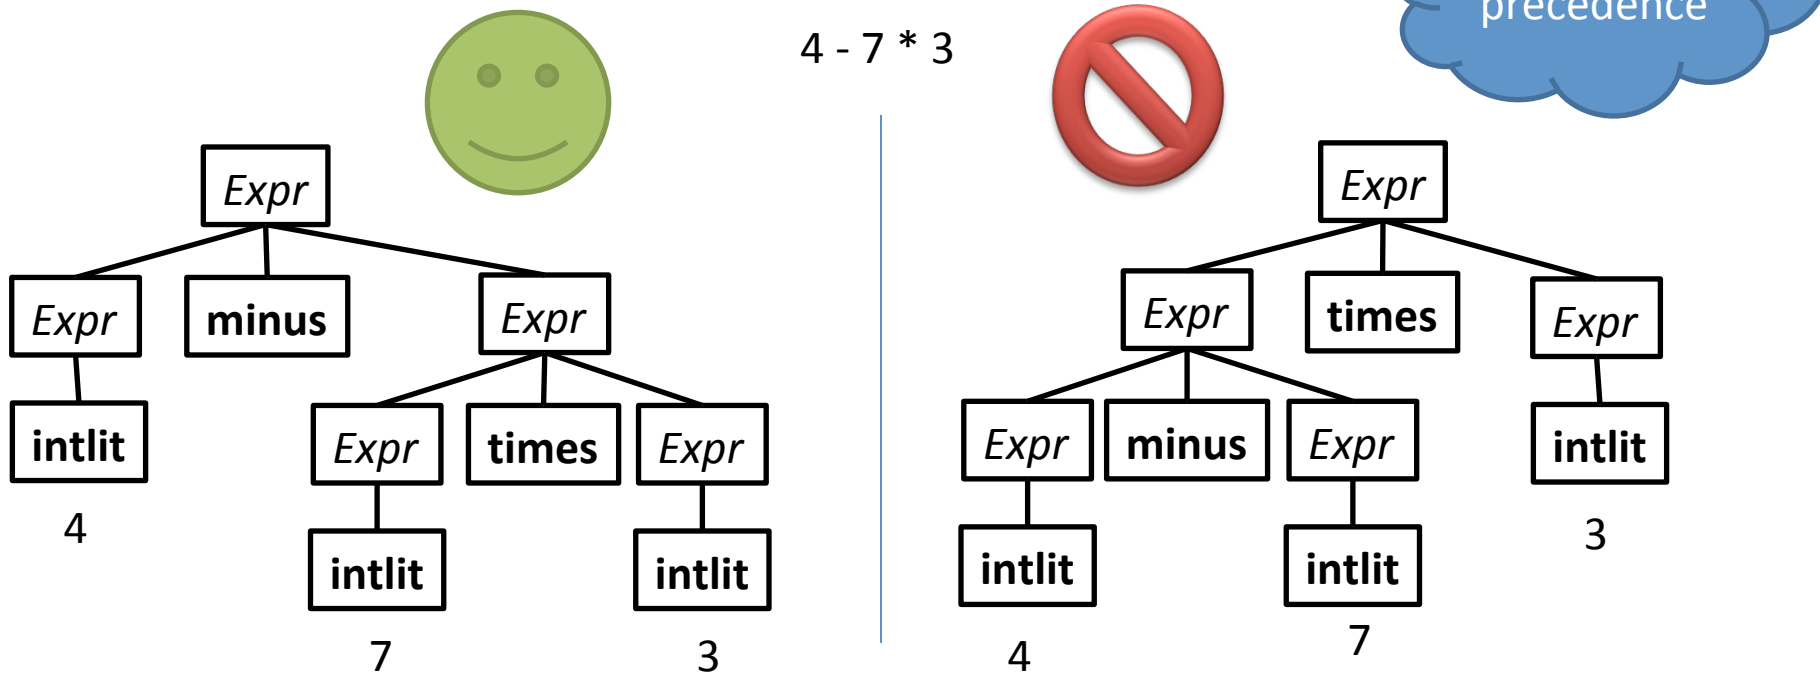 precedence
4 - 7 * 3
Expr
Expr minus Expr
intlit Expr times Expr
4 intlit intlit
7 3
Expr
Expr times Expr
Expr minus Expr intlit
intlit intlit 3
4 7